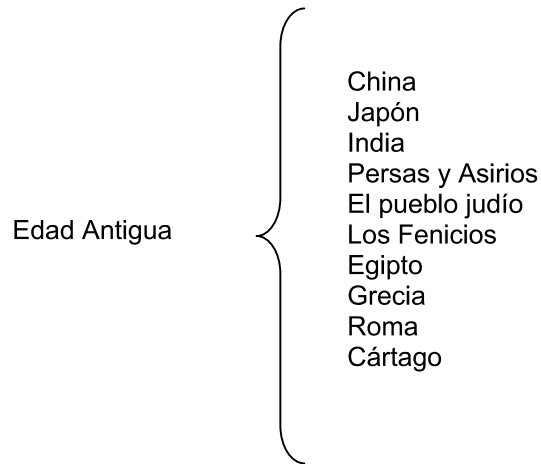 Edad Antigua
China
Japón
India
Persas y Asirios
El pueblo judío
Los Fenicios
Egipto
Grecia
Roma
Cártago